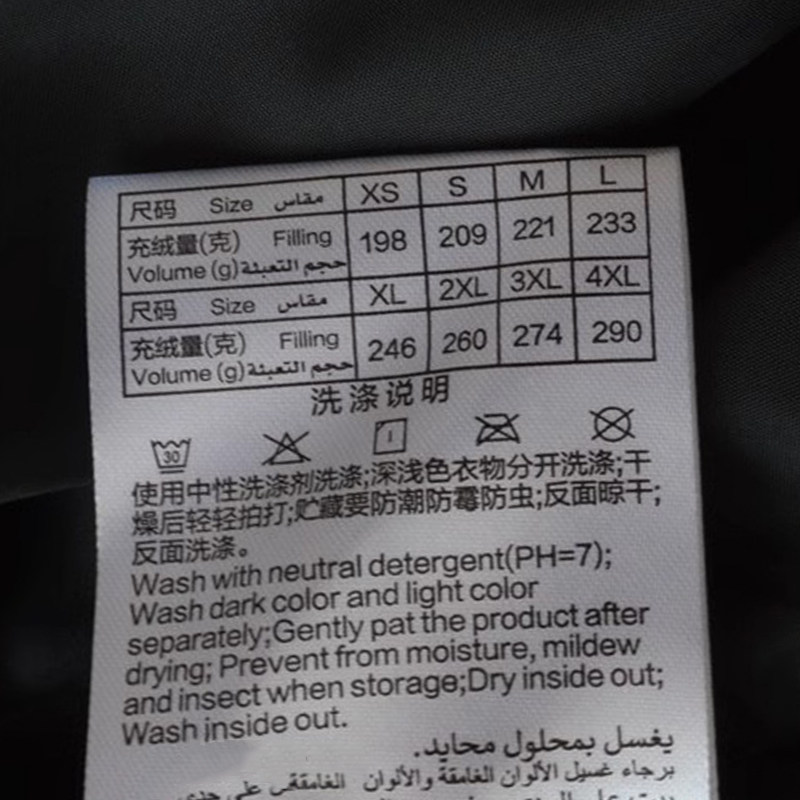 尺码 Size مقاس XS S M L
充绒量(克) Filling 198 209 221 233
Volume (g) حجم التعبئة
尺码 Size مقاس XL 2XL 3XL 4XL
充绒量(克) Filling 246 260 274 290
Volume (g) حجم التعبئة
洗涤说明
30
使用中性洗涤剂洗涤;深浅色衣物分开洗涤;干
燥后轻轻拍打;贮藏要防潮防霉防虫;反面晾干;
反面洗涤。
Wash with neutral detergent(PH=7);
Wash dark color and light color
separately;Gently pat the product after
drying; Prevent from moisture, mildew
and insect when storage;Dry inside out;
Wash inside out.
يغسل بمحلول محايد.
برجاء غسيل الألوان الغامقة والألوان الغامققى على